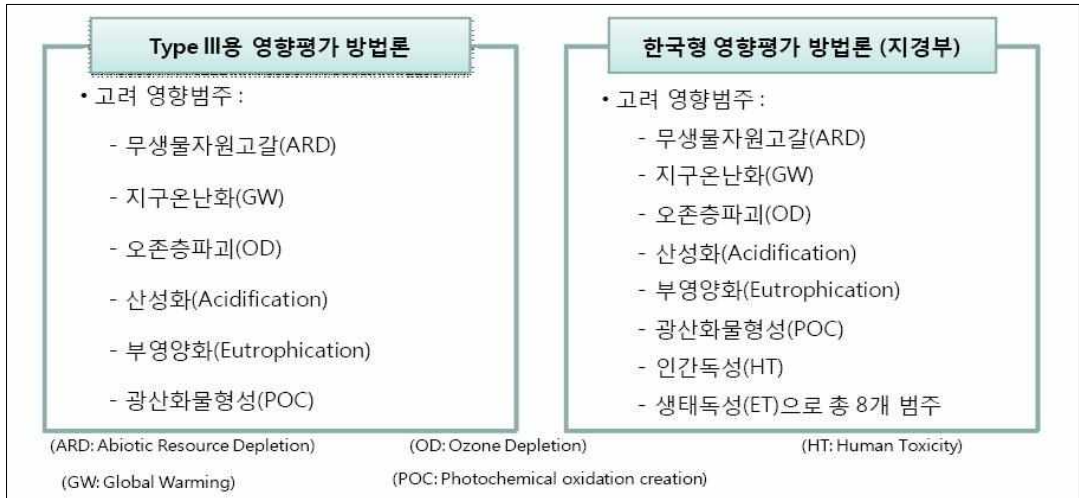 Type Ⅲ용 영향평가 방법론
• 고려 영향범주 :
- 무생물자원고갈(ARD)
- 지구온난화(GW)
- 오존층파괴(OD)
- 산성화(Acidification)
- 부영양화(Eutrophication)
- 광산화물형성(POC)
한국형 영향평가 방법론 (지경부)
• 고려 영향범주 :
- 무생물자원고갈(ARD)
- 지구온난화(GW)
- 오존층파괴(OD)
- 산성화(Acidification)
- 부영양화(Eutrophication)
- 광산화물형성(POC)
- 인간독성(HT)
- 생태독성(ET)으로 총 8개 범주
(ARD: Abiotic Resource Depletion)
(OD: Ozone Depletion)
(HT: Human Toxicity)
(GW: Global Warming)
(POC: Photochemical oxidation creation)